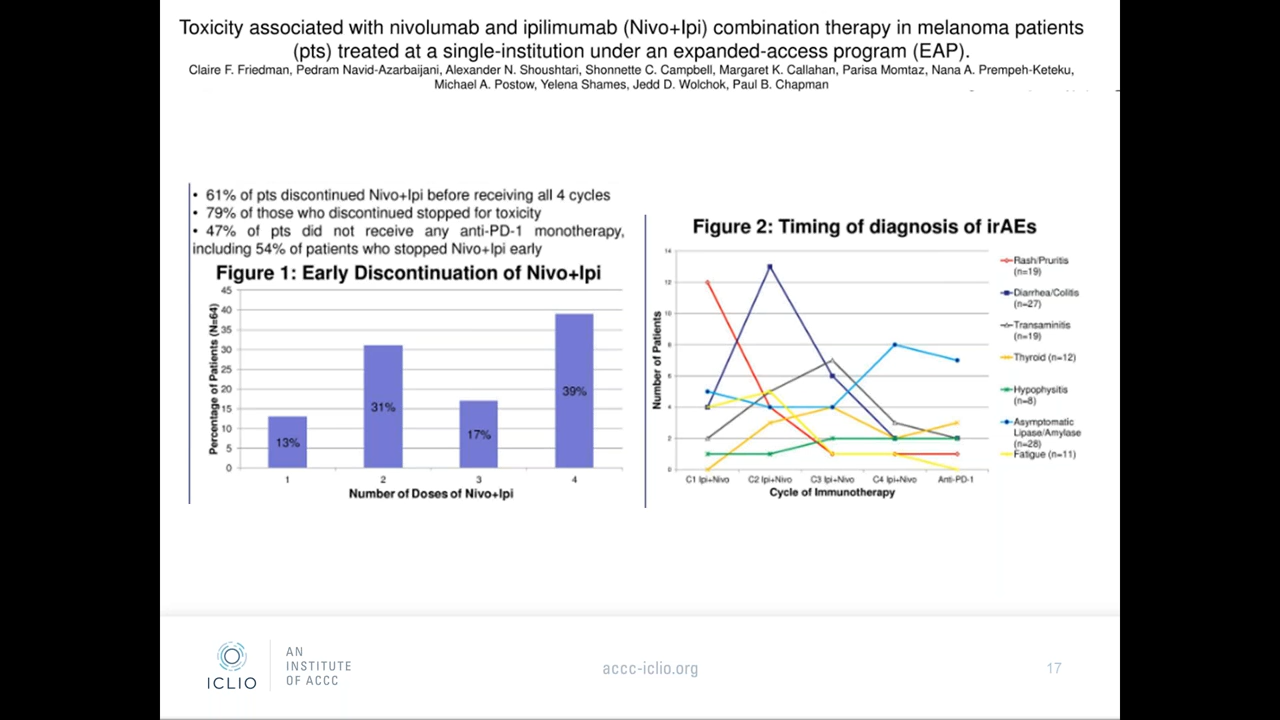 Toxicity associated with nivolumab and ipilimumab (Nivo+Ipi) combination therapy in melanoma patients
(pts) treated at a single-institution under an expanded-access program (EAP).
Claire F. Friedman, Pedram Navid-Azarbaijani, Alexander N. Shoushtari, Shonnette C. Campbell, Margaret K. Callahan, Parisa Momtaz, Nana A. Prempeh-Keteku,
Michael A. Postow, Yelena Shames, Jedd D. Wolchok, Paul B. Chapman
• 61% of pts discontinued Nivo+Ipi before receiving all 4 cycles
• 79% of those who discontinued stopped for toxicity
• 47% of pts did not receive any anti-PD-1 monotherapy,
including 54% of patients who stopped Nivo+Ipi early
Figure 1: Early Discontinuation of Nivo+Ipi
Percentage of Patients (N=64)
45
40
35
30
25
20
15
10
5
0
13%
31%
17%
39%
1 2 3 4
Number of Doses of Nivo+Ipi
Figure 2: Timing of diagnosis of irAEs
Number of Patients
14
12
10
8
6
4
2
0
C1 Ipi+Nivo C2 Ipi+Nivo C3 Ipi+Nivo C4 Ipi+Nivo Anti-PD-1
Cycle of Immunotherapy
Rash/Pruritis
(n=19)
Diarrhea/Colitis
(n=27)
Transaminitis
(n=19)
Thyroid (n=12)
Hypophysitis
(n=8)
Asymptomatic
Lipase/Amylase
(n=28)
Fatigue (n=11)
ICLIO
AN
INSTITUTE
OF ACCC
accc-iclio.org
17